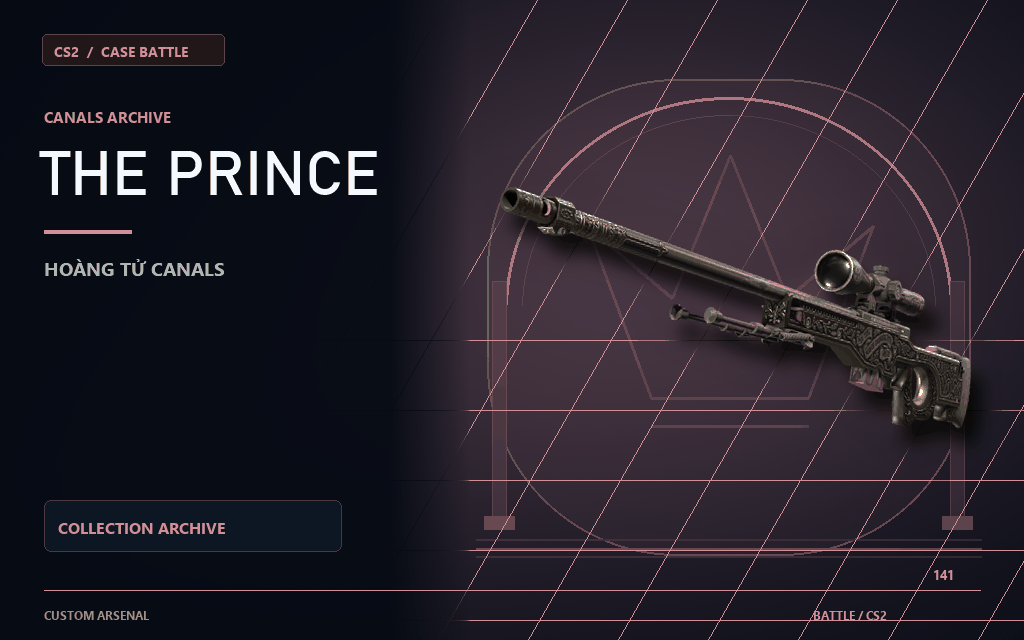 CS2 / CASE BATTLE
CANALS ARCHIVE
THE PRINCE
HOÀNG TỬ CANALS
COLLECTION ARCHIVE
141
CUSTOM ARSENAL
BATTLE / CS2